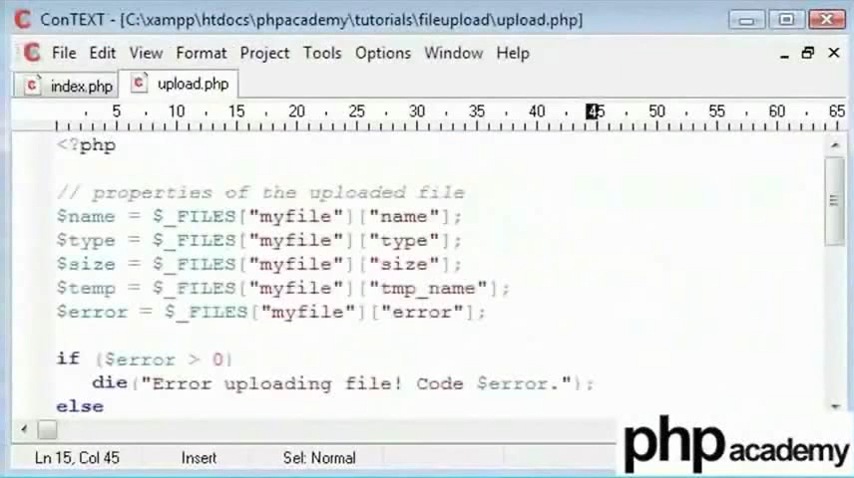 ConTEXT - [C:\xampp\htdocs\phpacademy\tutorials\fileupload\upload.php]
File Edit View Format Project Tools Options Window Help
index.php upload.php
5 10 15 20 25 30 35 40 45 50 55 60 65
<?php
// properties of the uploaded file
$name = $_FILES["myfile"]["name"];
$type = $_FILES["myfile"]["type"];
$size = $_FILES["myfile"]["size"];
$temp = $_FILES["myfile"]["tmp_name"];
$error = $_FILES["myfile"]["error"];
if ($error > 0)
die("Error uploading file! Code $error.");
else
Ln 15, Col 45 Insert Sel: Normal
php academy